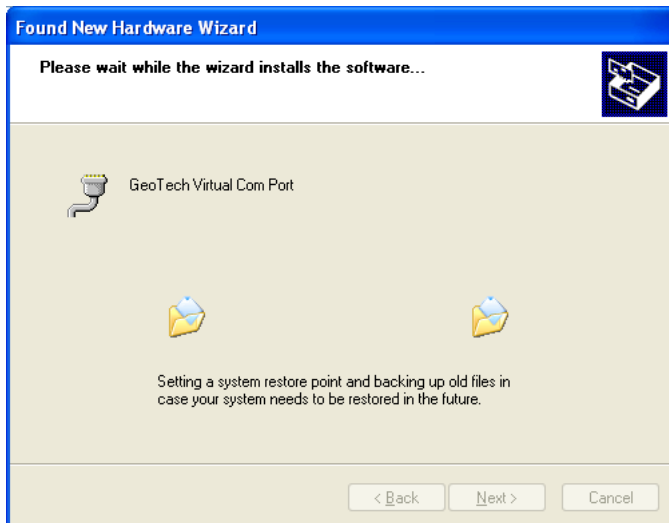 Found New Hardware Wizard
Please wait while the wizard installs the software...
GeoTech Virtual Com Port
Setting a system restore point and backing up old files in
case your system needs to be restored in the future.
< Back
Next >
Cancel